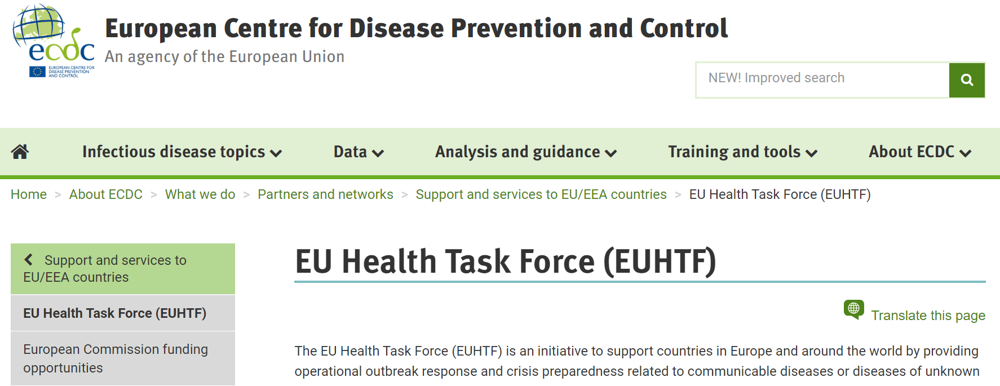 ecdc
EUROPEAN CENTRE FOR
DISEASE PREVENTION
AND CONTROL
European Centre for Disease Prevention and Control
An agency of the European Union
NEW! Improved search
Infectious disease topics Data Analysis and guidance Training and tools About ECDC
Home > About ECDC > What we do > Partners and networks > Support and services to EU/EEA countries > EU Health Task Force (EUHTF)
Support and services to
EU/EEA countries
EU Health Task Force (EUHTF)
European Commission funding
opportunities
EU Health Task Force (EUHTF)
Translate this page
The EU Health Task Force (EUHTF) is an initiative to support countries in Europe and around the world by providing
operational outbreak response and crisis preparedness related to communicable diseases or diseases of unknown